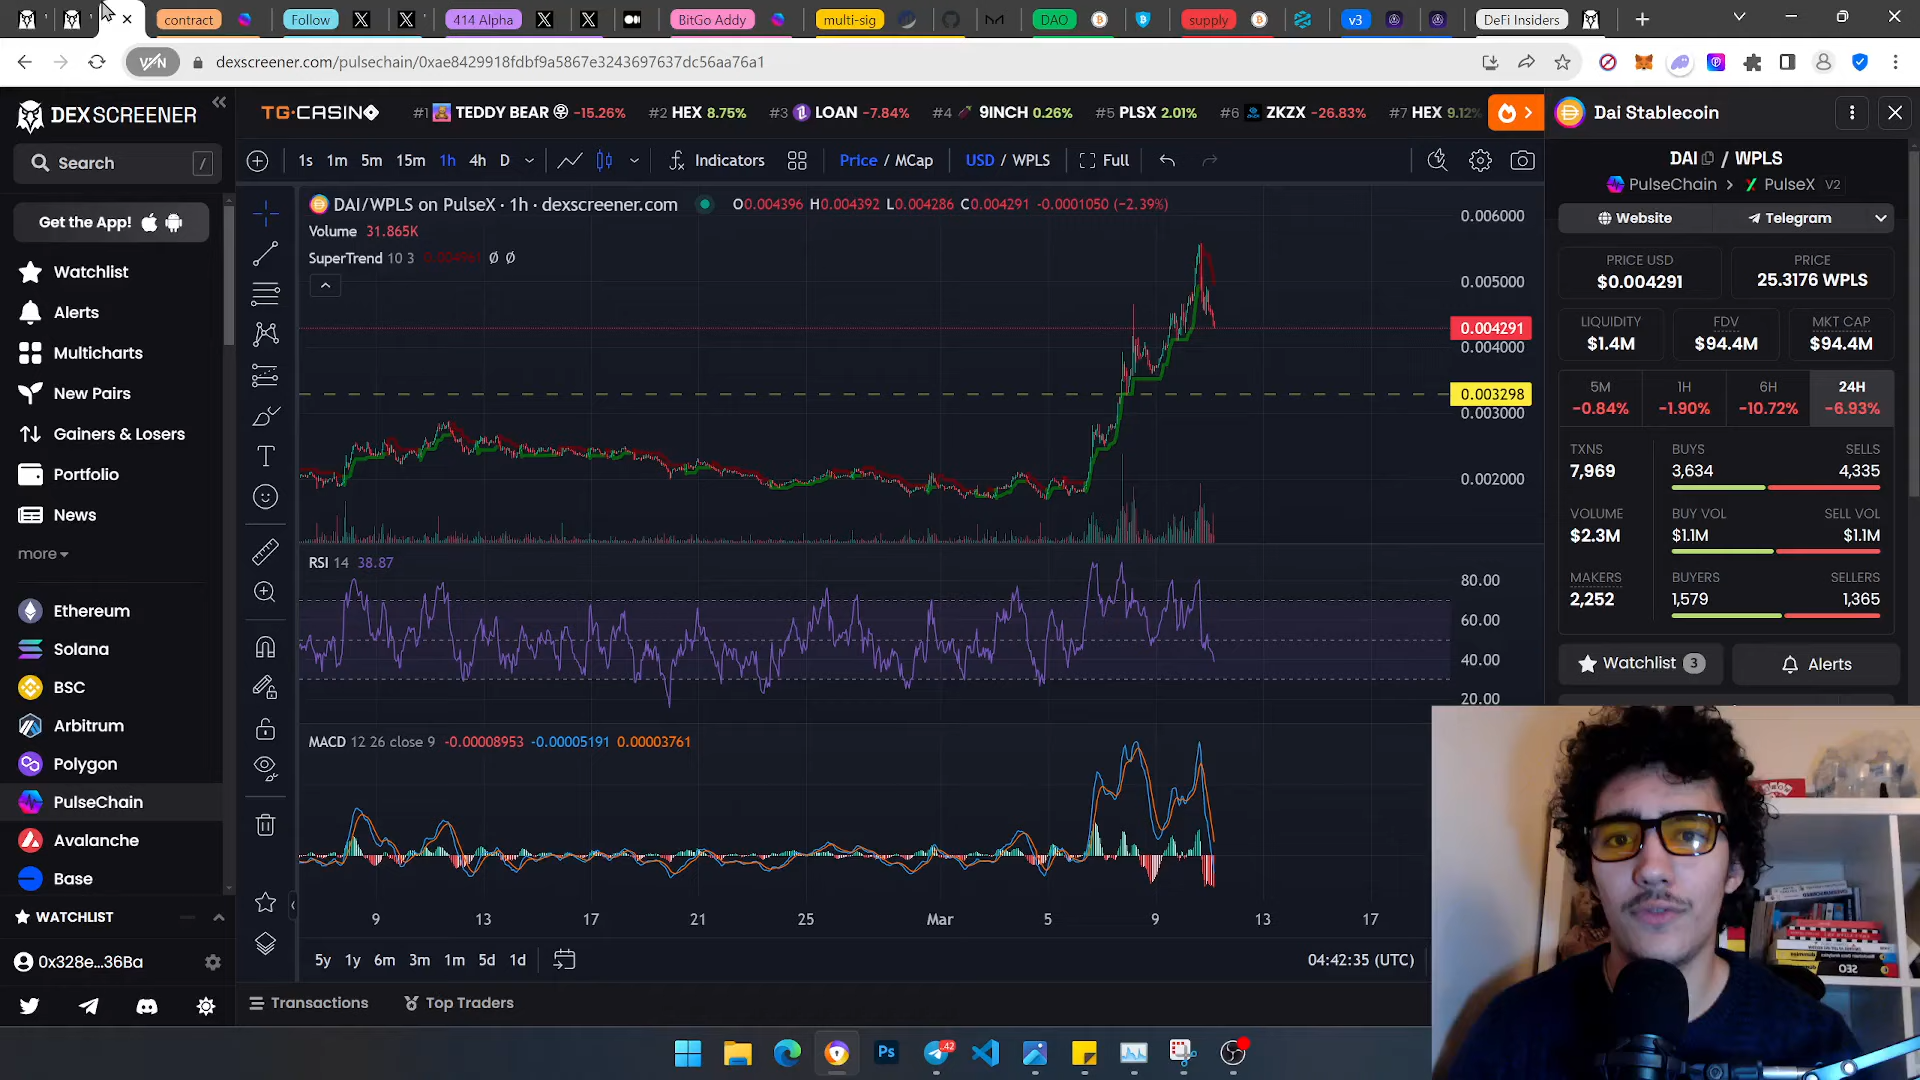 contract
Follow
414 Alpha
BitGo Addy
multi-sig
DAO
supply
v3
DeFi Insiders
VPN
dexscreener.com/pulsechain/0xae8429918fdbf9a5867e3243697637dc56aa76a1
DEXSCREENER
TG.CASINO
#1 TEDDY BEAR -15.26%
#2 HEX 8.75%
#3 LOAN -7.84%
#4 9INCH 0.26%
#5 PLSX 2.01%
#6 ZKZX -26.83%
#7 HEX 9.12%
Search /
Get the App!
Watchlist
Alerts
Multicharts
New Pairs
Gainers & Losers
Portfolio
News
more
Ethereum
Solana
BSC
Arbitrum
Polygon
PulseChain
Avalanche
Base
WATCHLIST
0x328e...36Ba
1s 1m 5m 15m 1h 4h D
Indicators
Price / MCap
USD / WPLS
Full
DAI/WPLS on PulseX · 1h · dexscreener.com
O0.004396 H0.004392 L0.004286 C0.004291 -0.0001050 (-2.39%)
Volume 31.865K
SuperTrend 10 3 Ø Ø
0.006000
0.005000
0.004291
0.004000
0.003298
0.003000
0.002000
RSI 14 38.87
80.00
60.00
40.00
20.00
MACD 12 26 close 9 -0.00008953 -0.00005191 0.00003761
9 13 17 21 25 Mar 5 9 13 17
5y 1y 6m 3m 1m 5d 1d
04:42:35 (UTC)
Transactions
Top Traders
Dai Stablecoin
DAI / WPLS
PulseChain > PulseX V2
Website
Telegram
PRICE USD
$0.004291
PRICE
25.3176 WPLS
LIQUIDITY
$1.4M
FDV
$94.4M
MKT CAP
$94.4M
5M
-0.84%
1H
-1.90%
6H
-10.72%
24H
-6.93%
TXNS
7,969
BUYS
3,634
SELLS
4,335
VOLUME
$2.3M
BUY VOL
$1.1M
SELL VOL
$1.1M
MAKERS
2,252
BUYERS
1,579
SELLERS
1,365
Watchlist 3
Alerts
SEO
Ps
42